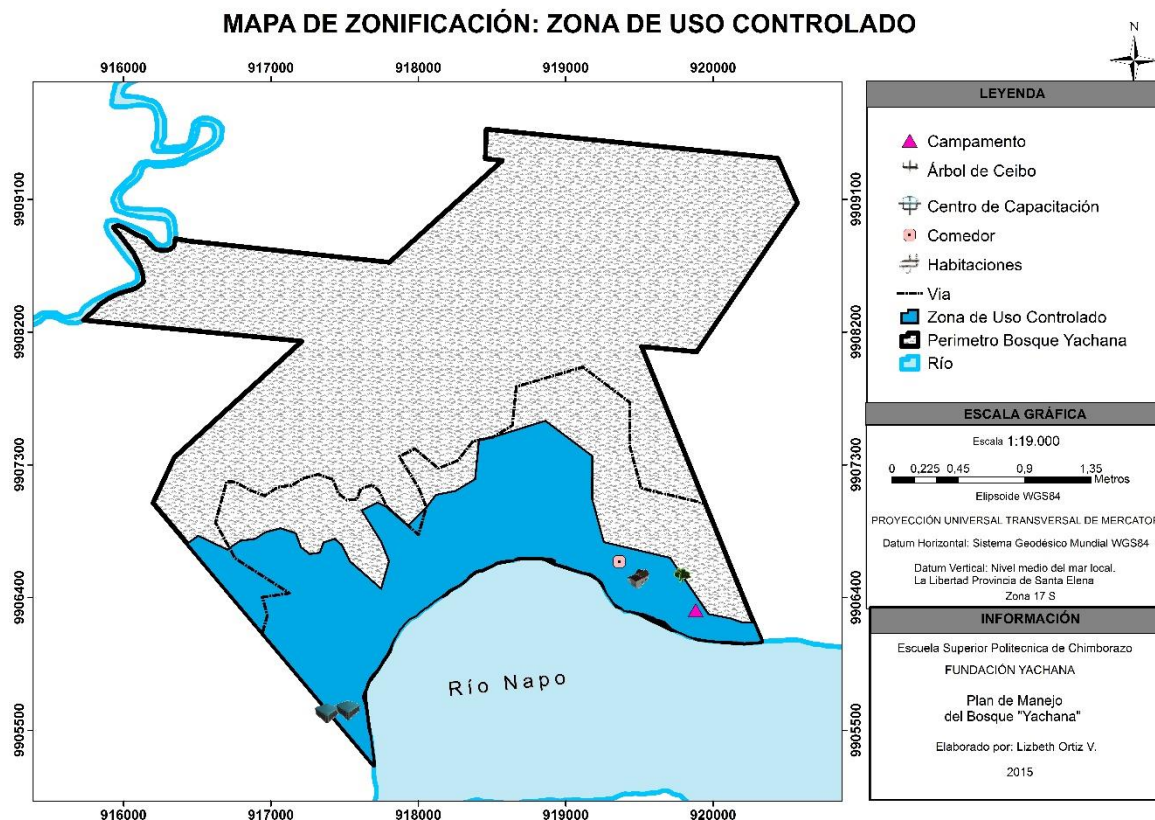 MAPA DE ZONIFICACIÓN: ZONA DE USO CONTROLADO
916000 917000 918000 919000 920000
9909100 9909100
9908200 9908200
9907300 9907300
9906400 9906400
9905500 9905500
Río Napo
916000 917000 918000 919000 920000
LEYENDA
Campamento
Árbol de Ceibo
Centro de Capacitación
Comedor
Habitaciones
Via
Zona de Uso Controlado
Perimetro Bosque Yachana
Río
ESCALA GRÁFICA
Escala 1:19.000
0 0,225 0,45 0,9 1,35
Metros
Elipsoide WGS84
PROYECCIÓN UNIVERSAL TRANSVERSAL DE MERCATOR
Datum Horizontal: Sistema Geodésico Mundial WGS84
Datum Vertical: Nivel medio del mar local.
La Libertad Provincia de Santa Elena
Zona 17 S
INFORMACIÓN
Escuela Superior Politecnica de Chimborazo
FUNDACIÓN YACHANA
Plan de Manejo
del Bosque "Yachana"
Elaborado por: Lizbeth Ortiz V.
2015